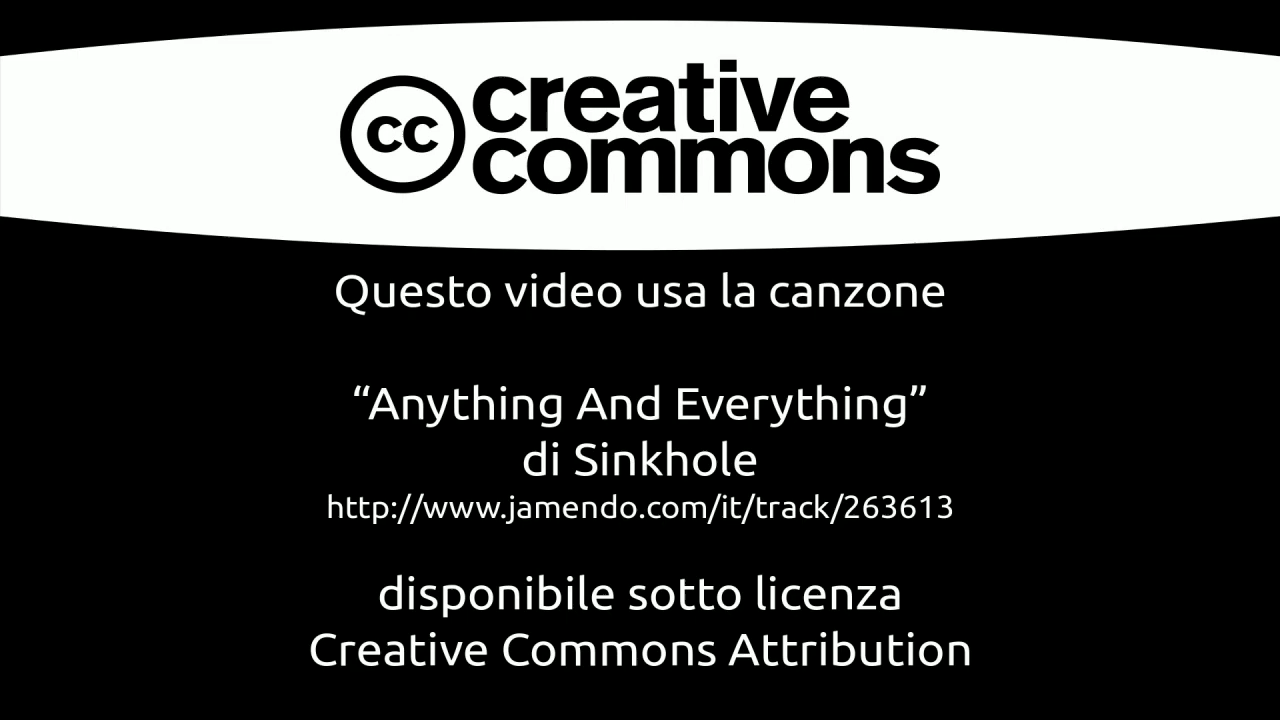 cc creative
commons
Questo video usa la canzone
“Anything And Everything”
di Sinkhole
http://www.jamendo.com/it/track/263613
disponibile sotto licenza
Creative Commons Attribution